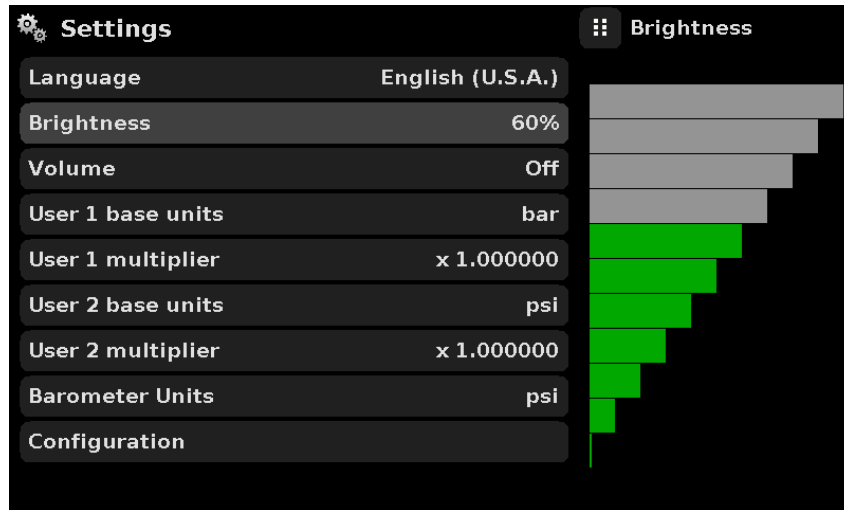 Settings
Language English (U.S.A.)
Brightness 60%
Volume Off
User 1 base units bar
User 1 multiplier x 1.000000
User 2 base units psi
User 2 multiplier x 1.000000
Barometer Units psi
Configuration
Brightness